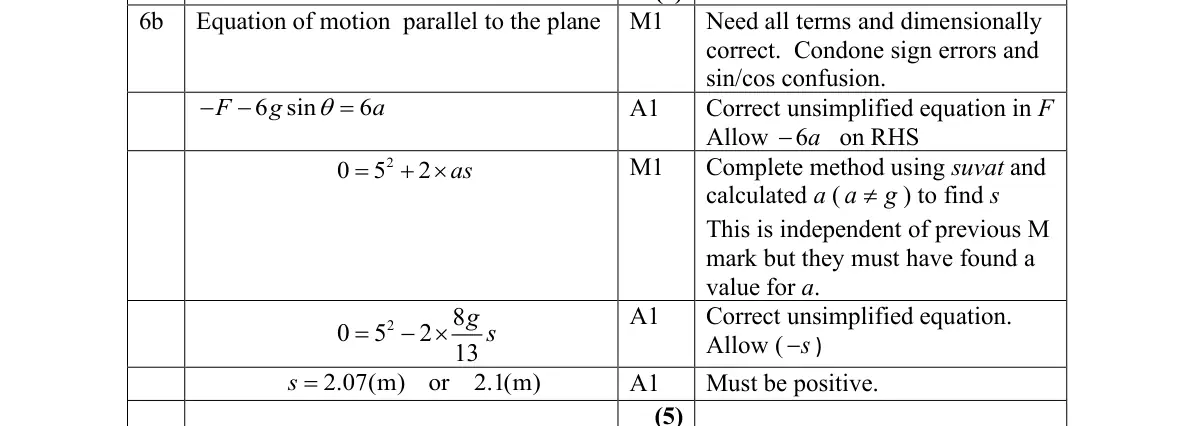 6b Equation of motion parallel to the plane M1 Need all terms and dimensionally
correct. Condone sign errors and
sin/cos confusion.
−F − 6g sin θ = 6a A1 Correct unsimplified equation in F
Allow −6a on RHS
0 = 5² + 2 × as M1 Complete method using suvat and
calculated a ( a ≠ g ) to find s
This is independent of previous M
mark but they must have found a
value for a.
0 = 5² − 2 × 8g/13 s A1 Correct unsimplified equation.
Allow (−s)
s = 2.07(m) or 2.1(m) A1 Must be positive.
(5)